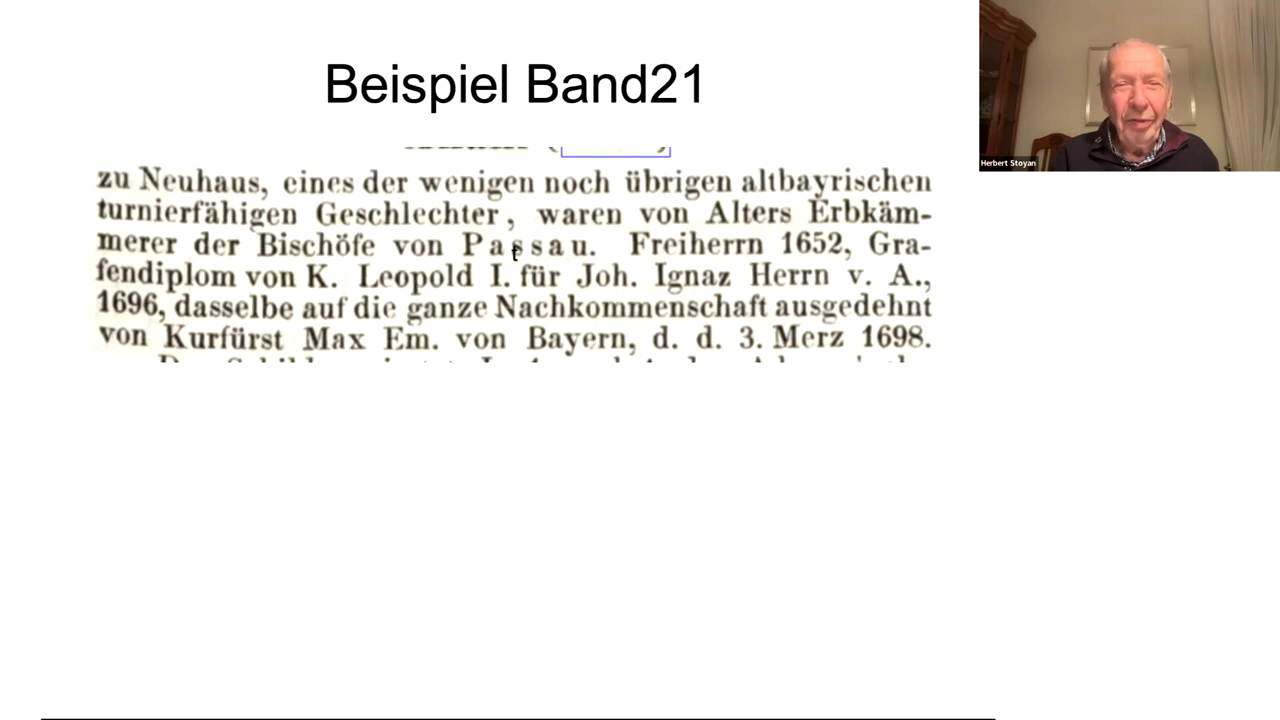 Beispiel Band21
zu Neuhaus, eines der wenigen noch übrigen altbayrischen
turnierfähigen Geschlechter, waren von Alters Erbkäm-
merer der Bischöfe von Passau. Freiherrn 1652, Gra-
fendiplom von K. Leopold I. für Joh. Ignaz Herrn v. A.,
1696, dasselbe auf die ganze Nachkommenschaft ausgedehnt
von Kurfürst Max Em. von Bayern, d. d. 3. Merz 1698.
Herbert Stoyan